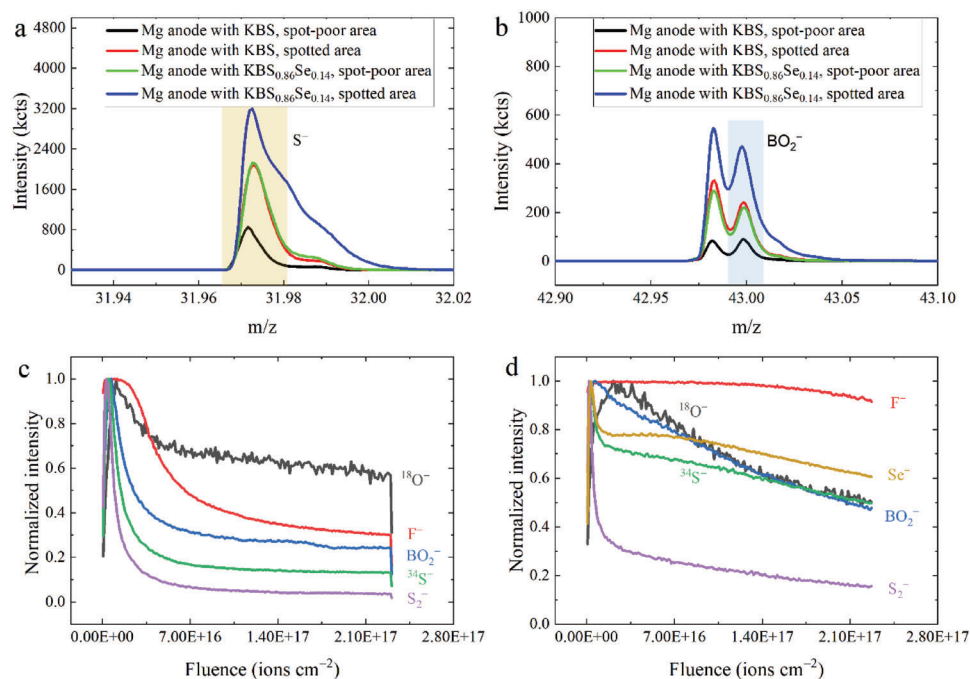 a
Mg anode with KBS, spot-poor area
Mg anode with KBS, spotted area
Mg anode with KBS₀.₈₆Se₀.₁₄, spot-poor area
Mg anode with KBS₀.₈₆Se₀.₁₄, spotted area
S⁻
Intensity (kcts)
4800
4000
3200
2400
1600
800
0
31.94
31.96
31.98
32.00
32.02
m/z
b
Mg anode with KBS, spot-poor area
Mg anode with KBS, spotted area
Mg anode with KBS₀.₈₆Se₀.₁₄, spot-poor area
Mg anode with KBS₀.₈₆Se₀.₁₄, spotted area
BO₂⁻
Intensity (kcts)
1000
800
600
400
200
0
42.90
42.95
43.00
43.05
43.10
m/z
c
Normalized intensity
1.0
0.8
0.6
0.4
0.2
0.0
¹⁸O⁻
F⁻
BO₂⁻
³⁴S⁻
S₂⁻
0.00E+00
7.00E+16
1.40E+17
2.10E+17
2.80E+17
Fluence (ions cm⁻²)
d
Normalized intensity
1.0
0.8
0.6
0.4
0.2
0.0
F⁻
¹⁸O⁻
Se⁻
³⁴S⁻
BO₂⁻
S₂⁻
0.00E+00
7.00E+16
1.40E+17
2.10E+17
2.80E+17
Fluence (ions cm⁻²)